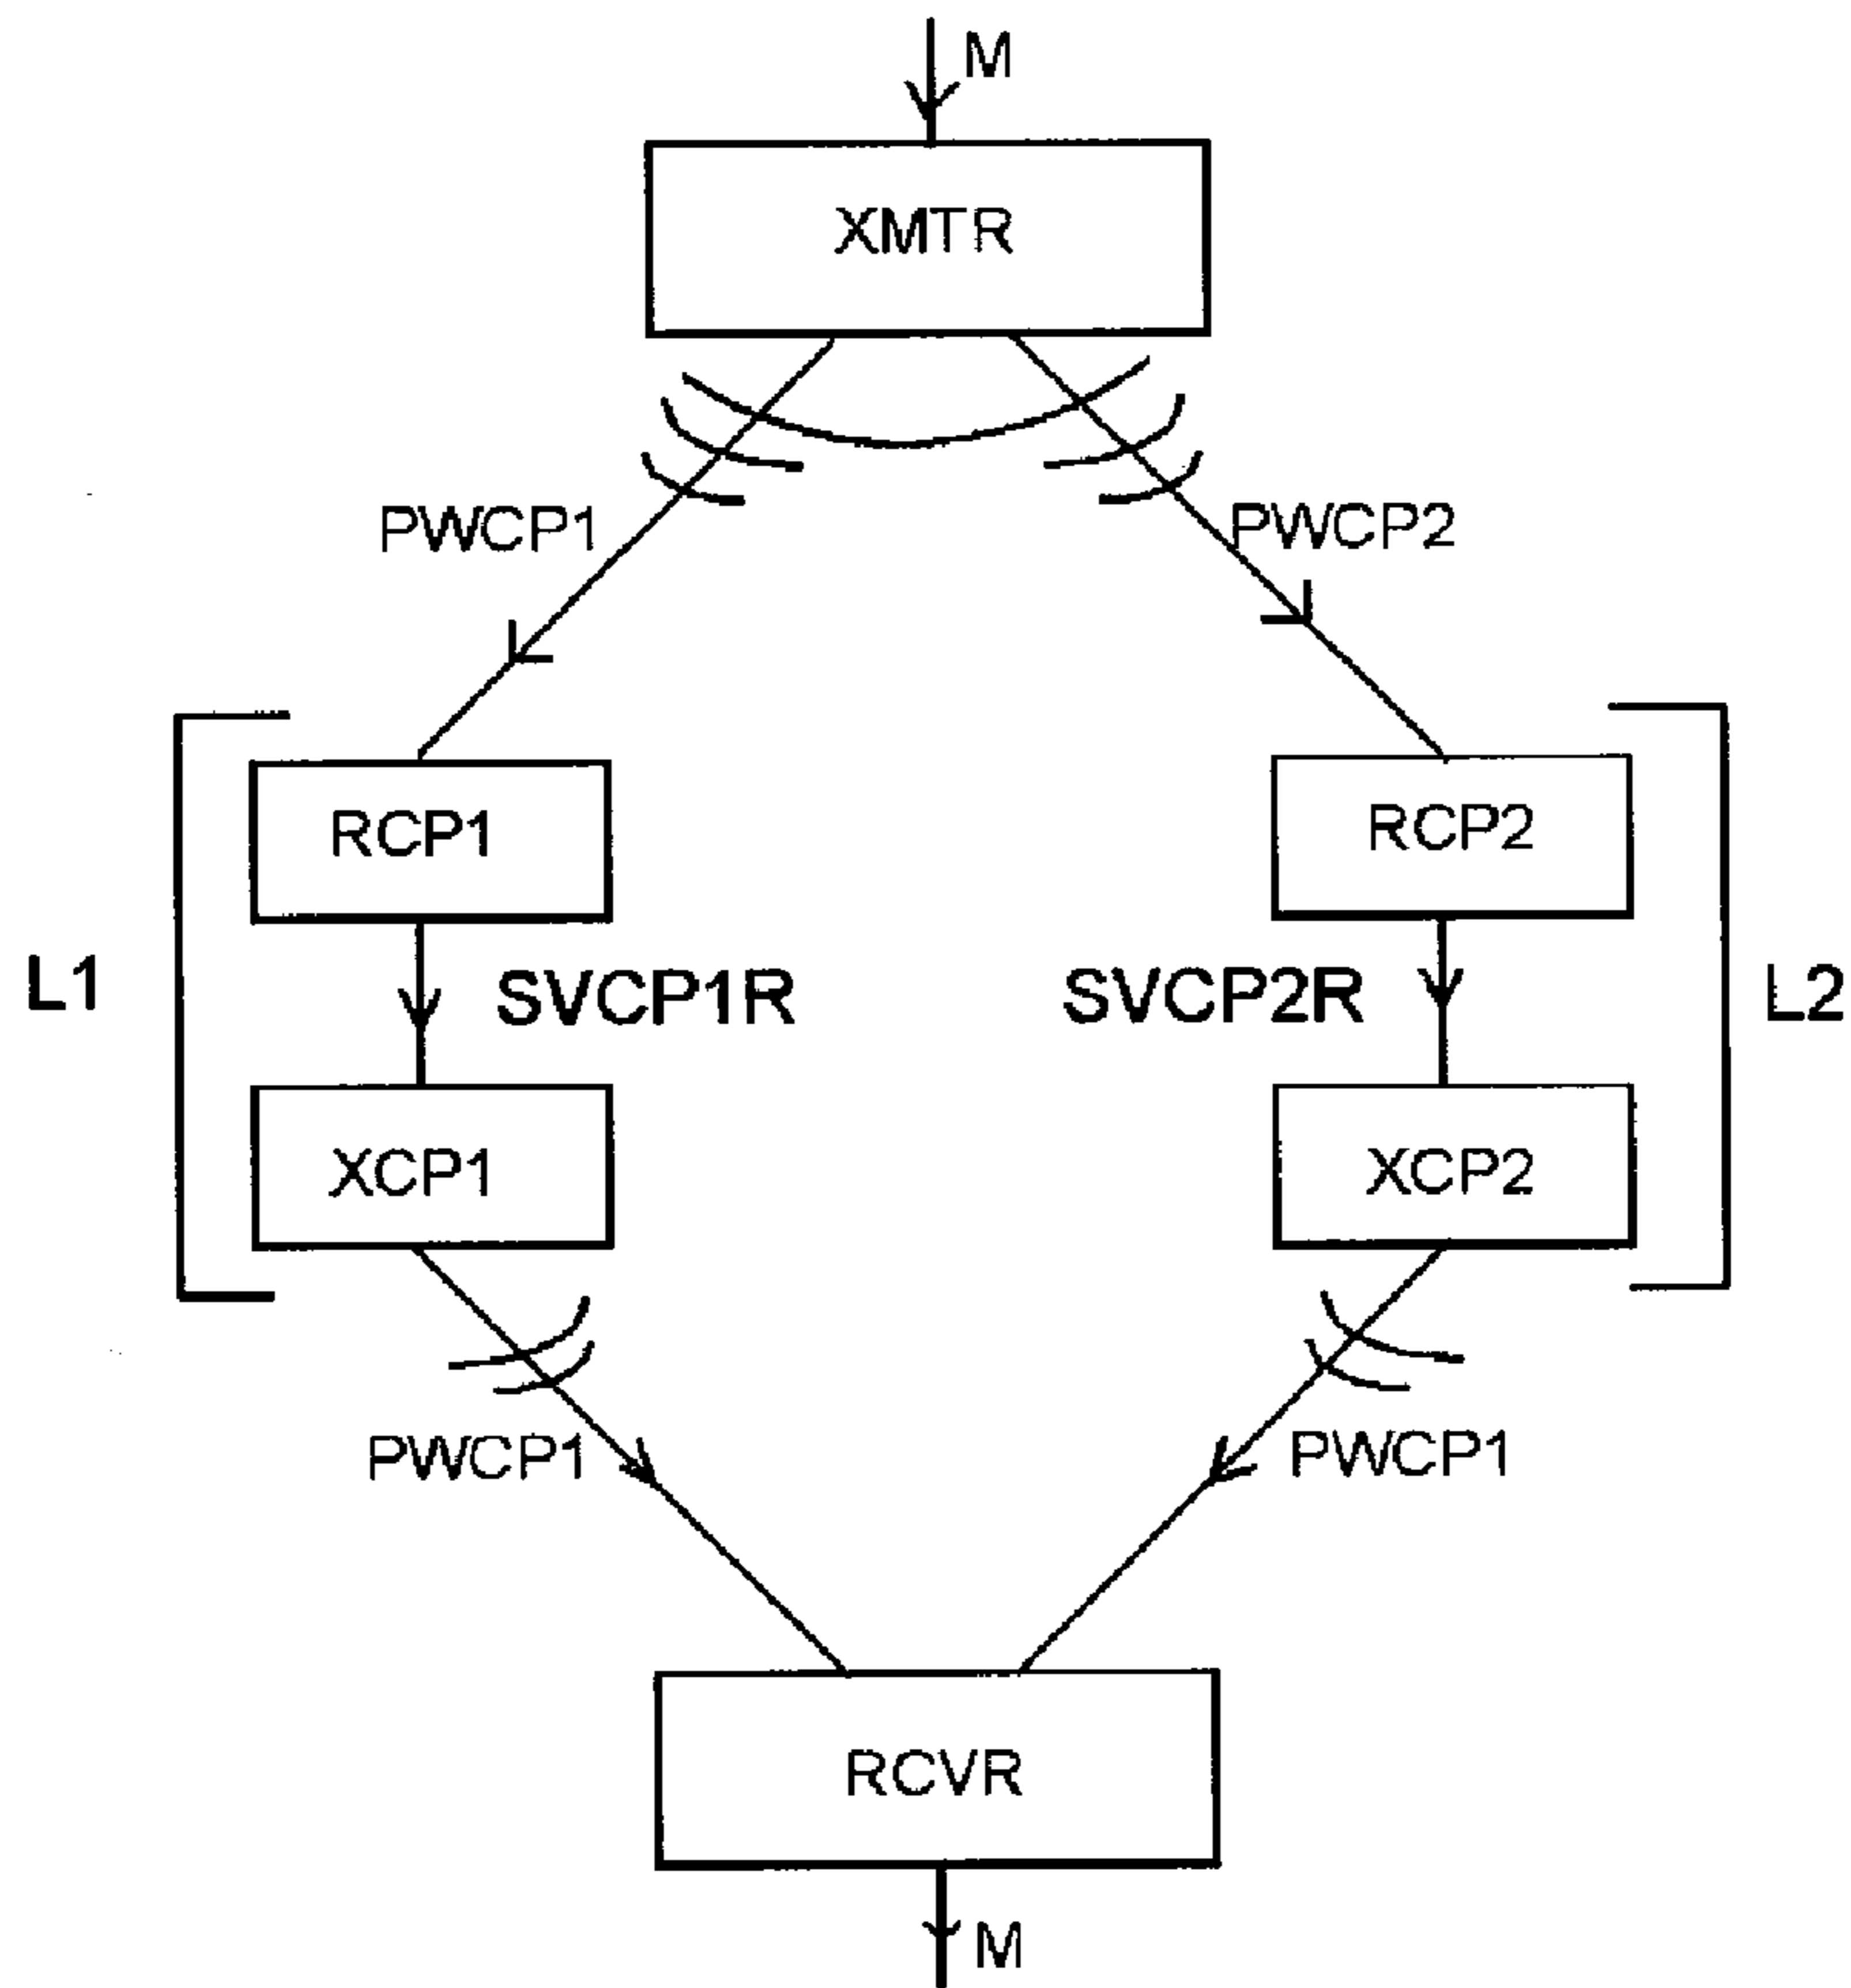 M
XMTR
PWCP1
PWCP2
RCP1
RCP2
L1
SVCP1R
SVCP2R
L2
XCP1
XCP2
PWCP1
PWCP1
RCVR
M